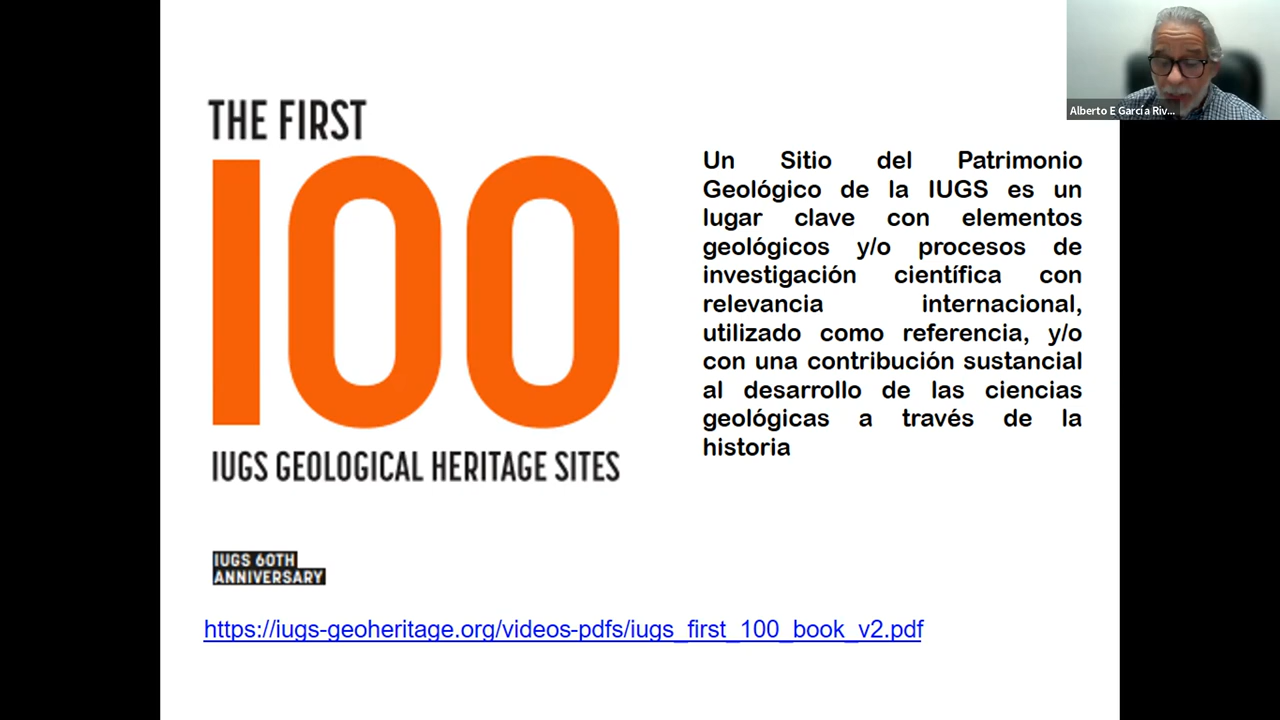 THE FIRST
100
IUGS GEOLOGICAL HERITAGE SITES
IUGS 60TH
ANNIVERSARY
Un Sitio del Patrimonio
Geológico de la IUGS es un
lugar clave con elementos
geológicos y/o procesos de
investigación científica con
relevancia internacional,
utilizado como referencia, y/o
con una contribución sustancial
al desarrollo de las ciencias
geológicas a través de la
historia
https://iugs-geoheritage.org/videos-pdfs/iugs_first_100_book_v2.pdf
Alberto E García Riv...